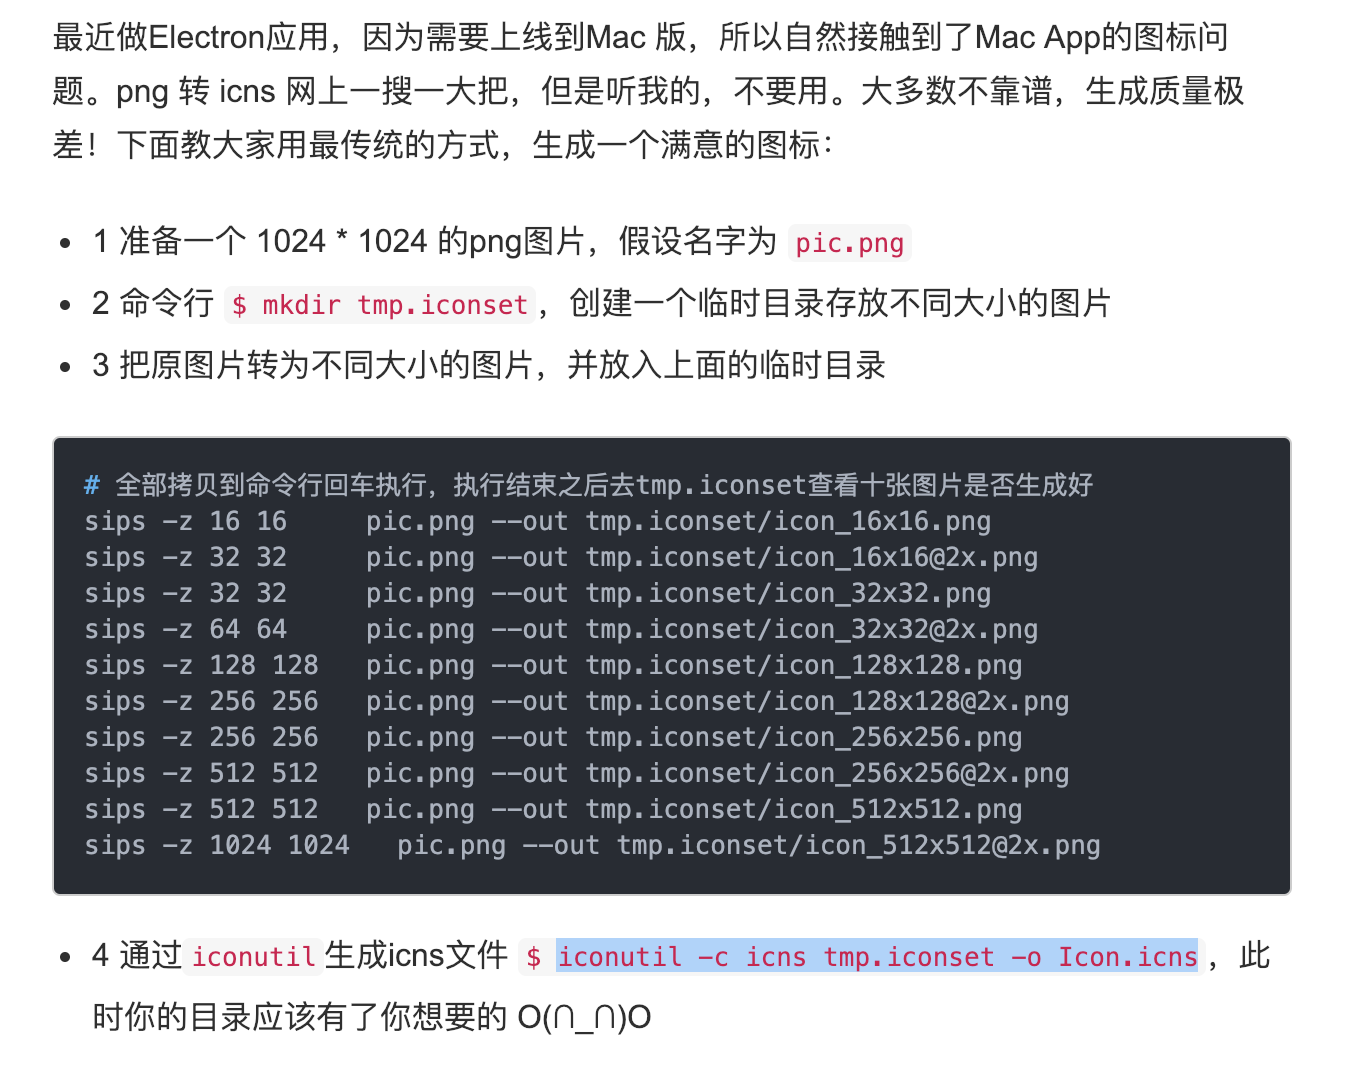 最近做Electron应用，因为需要上线到Mac 版，所以自然接触到了Mac App的图标问
题。png 转 icns 网上一搜一大把，但是听我的，不要用。大多数不靠谱，生成质量极
差！下面教大家用最传统的方式，生成一个满意的图标：
• 1 准备一个 1024 * 1024 的png图片，假设名字为 pic.png
• 2 命令行 $ mkdir tmp.iconset，创建一个临时目录存放不同大小的图片
• 3 把原图片转为不同大小的图片，并放入上面的临时目录
# 全部拷贝到命令行回车执行，执行结束之后去tmp.iconset查看十张图片是否生成好
sips -z 16 16     pic.png --out tmp.iconset/icon_16x16.png
sips -z 32 32     pic.png --out tmp.iconset/icon_16x16@2x.png
sips -z 32 32     pic.png --out tmp.iconset/icon_32x32.png
sips -z 64 64     pic.png --out tmp.iconset/icon_32x32@2x.png
sips -z 128 128   pic.png --out tmp.iconset/icon_128x128.png
sips -z 256 256   pic.png --out tmp.iconset/icon_128x128@2x.png
sips -z 256 256   pic.png --out tmp.iconset/icon_256x256.png
sips -z 512 512   pic.png --out tmp.iconset/icon_256x256@2x.png
sips -z 512 512   pic.png --out tmp.iconset/icon_512x512.png
sips -z 1024 1024   pic.png --out tmp.iconset/icon_512x512@2x.png
• 4 通过iconutil生成icns文件 $ iconutil -c icns tmp.iconset -o Icon.icns，此
时你的目录应该有了你想要的 O(∩_∩)O